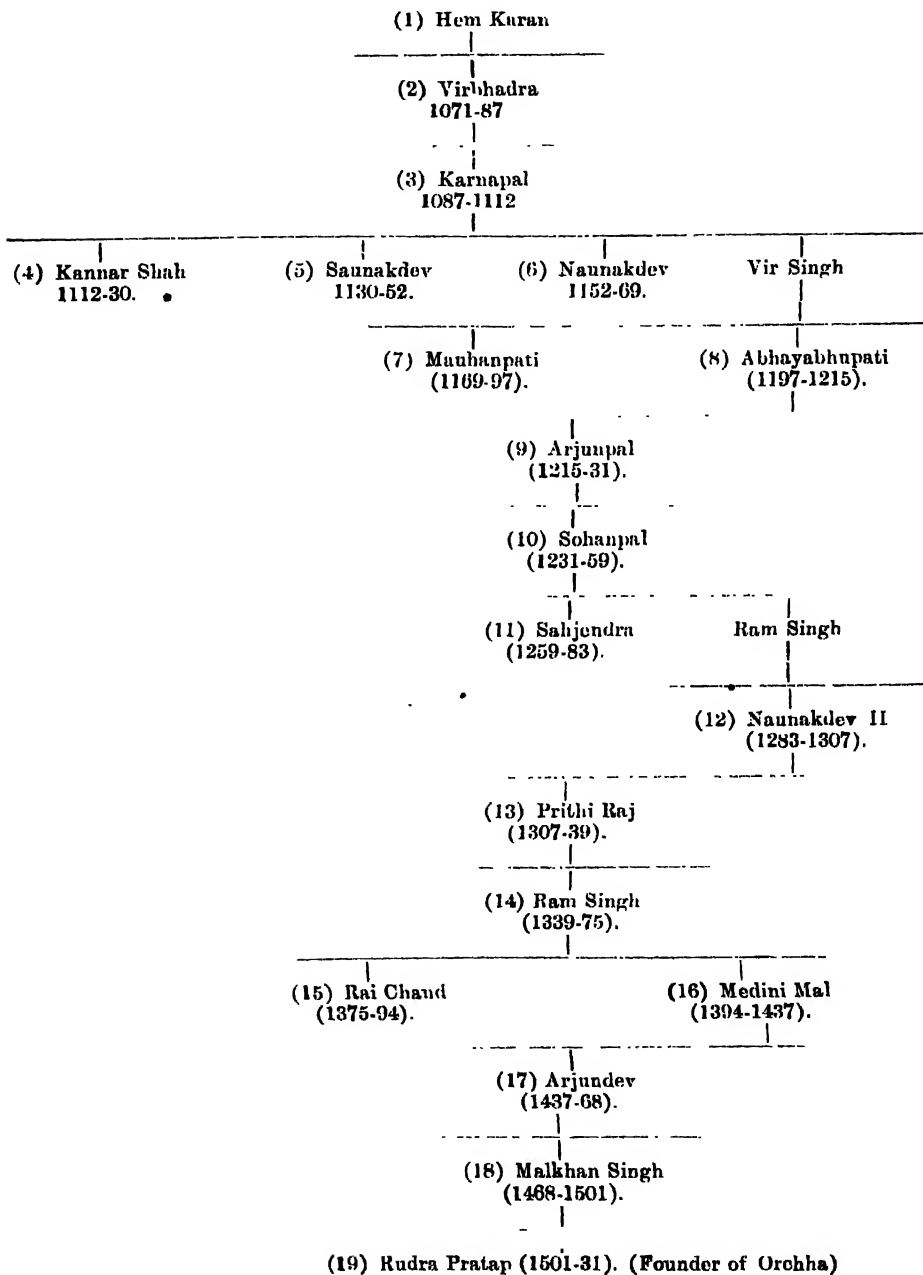 (1) Hem Karan
(2) Virbhadra
1071-87
(3) Karnapal
1087-1112
(4) Kannar Shah
1112-30.
(5) Saunakdev
1130-52.
(6) Naunakdev
1152-69.
Vir Singh
(7) Mauhanpati
(1169-97).
(8) Abhayabhupati
(1197-1215).
(9) Arjunpal
(1215-31).
(10) Sohanpal
(1231-59).
(11) Sahjendra
(1259-83).
Ram Singh
(12) Naunakdev II
(1283-1307).
(13) Prithi Raj
(1307-39).
(14) Ram Singh
(1339-75).
(15) Rai Chand
(1375-94).
(16) Medini Mal
(1394-1437).
(17) Arjundev
(1437-68).
(18) Malkhan Singh
(1468-1501).
(19) Rudra Pratap (1501-31). (Founder of Orchha)